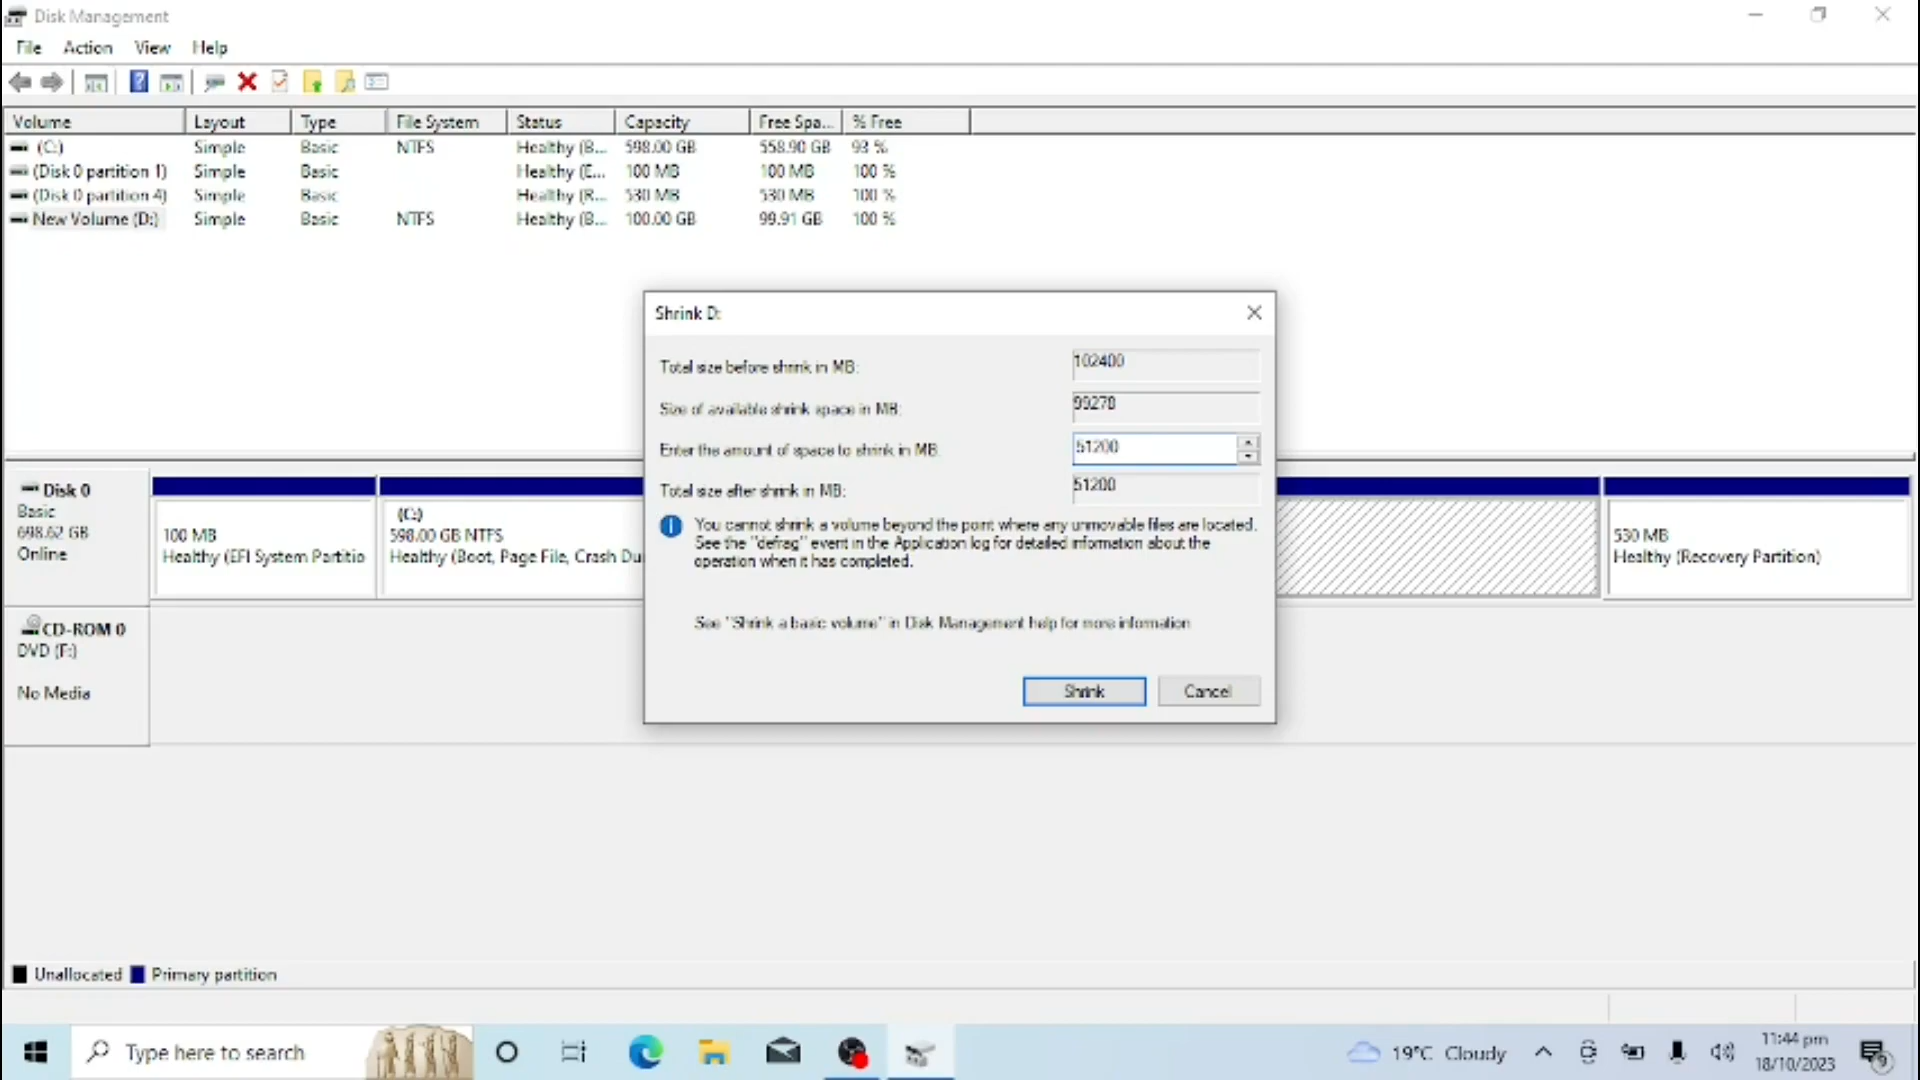 Disk Management
File Action View Help
Volume Layout Type File System Status Capacity Free Spa... % Free
(C:) Simple Basic NTFS Healthy (B... 598.00 GB 558.90 GB 93 %
(Disk 0 partition 1) Simple Basic Healthy (E... 100 MB 100 MB 100 %
(Disk 0 partition 4) Simple Basic Healthy (R... 530 MB 530 MB 100 %
New Volume (D:) Simple Basic NTFS Healthy (B... 100.00 GB 99.91 GB 100 %
Shrink D:
Total size before shrink in MB: 102400
Size of available shrink space in MB: 99278
Enter the amount of space to shrink in MB: 51200
Total size after shrink in MB: 51200
You cannot shrink a volume beyond the point where any unmovable files are located.
See the "defrag" event in the Application log for detailed information about the
operation when it has completed.
See "Shrink a basic volume" in Disk Management help for more information
Shrink Cancel
Disk 0
Basic
698.62 GB
Online
100 MB
Healthy (EFI System Partitio
(C:)
598.00 GB NTFS
Healthy (Boot, Page File, Crash Du
530 MB
Healthy (Recovery Partition)
CD-ROM 0
DVD (F:)
No Media
Unallocated Primary partition
Type here to search
19°C Cloudy
11:44 pm
18/10/2023
9